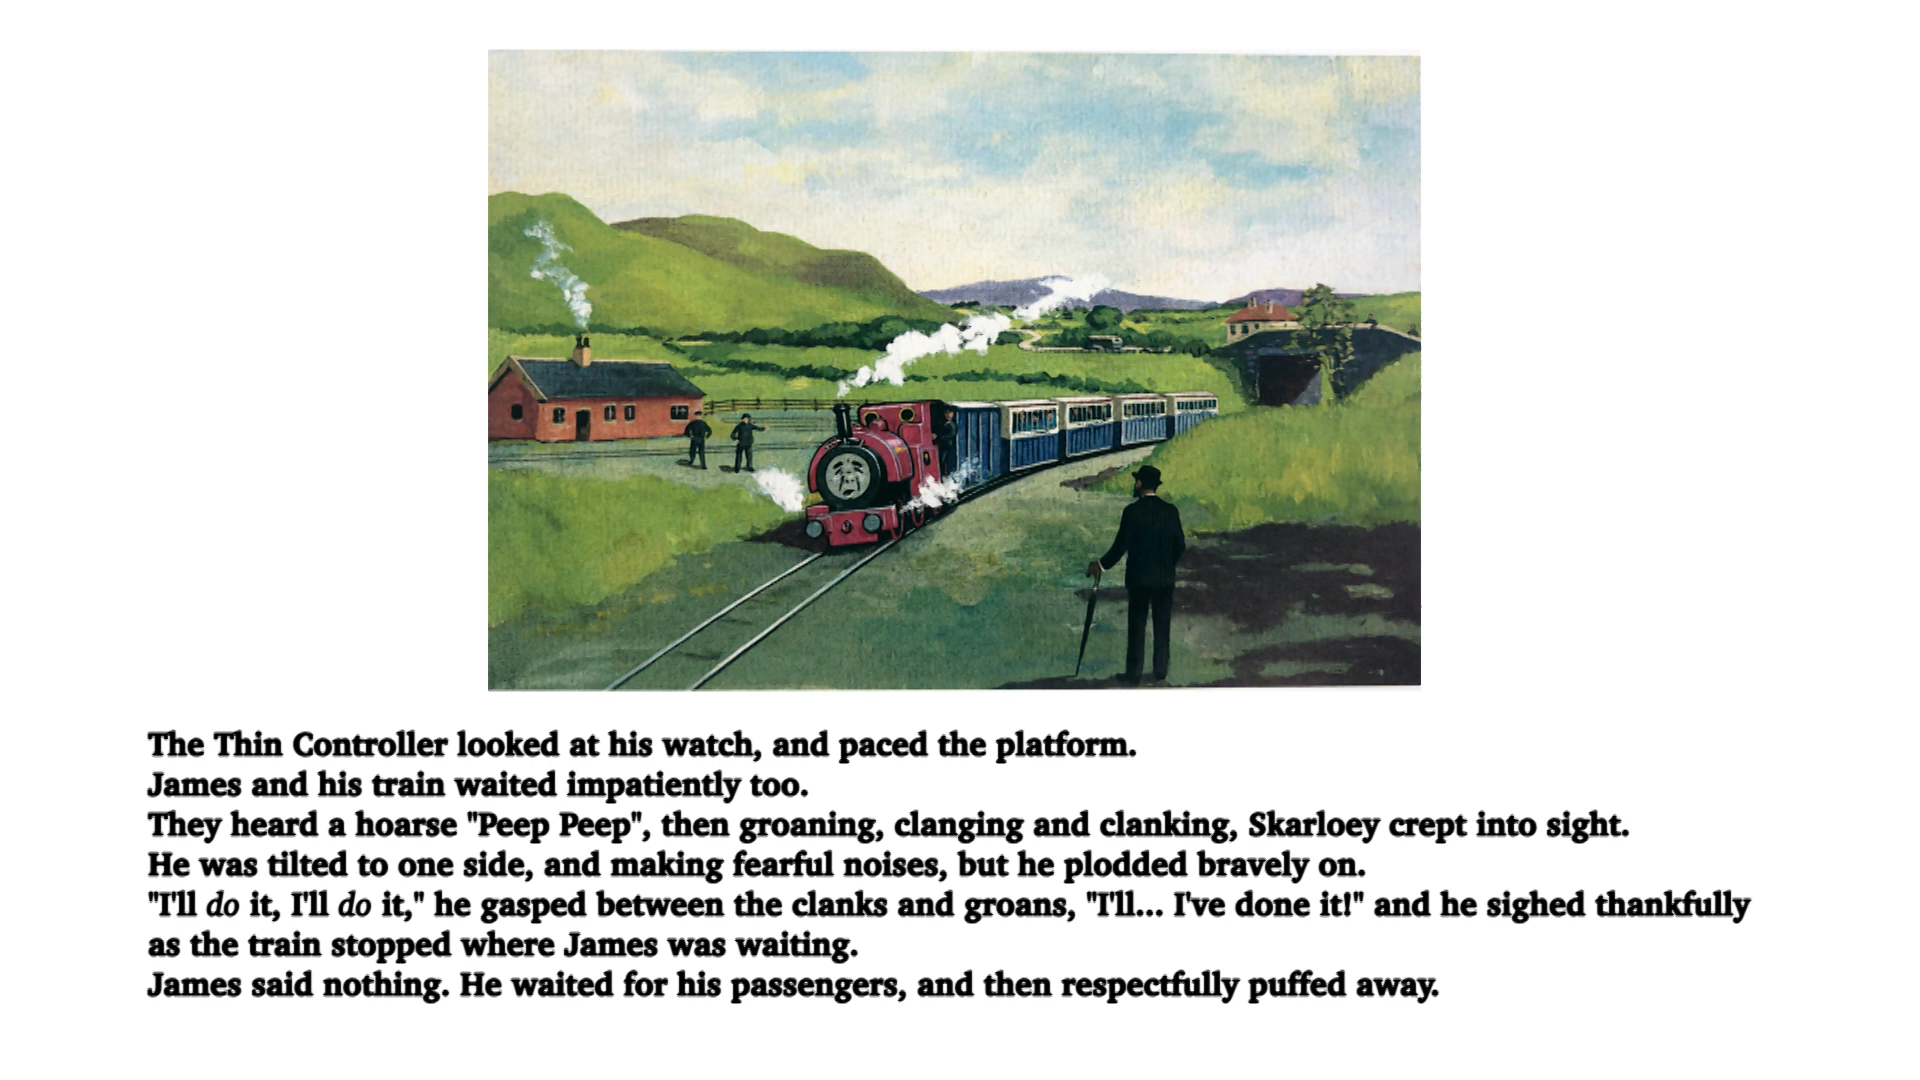 The Thin Controller looked at his watch, and paced the platform.
James and his train waited impatiently too.
They heard a hoarse "Peep Peep", then groaning, clanging and clanking, Skarloey crept into sight.
He was tilted to one side, and making fearful noises, but he plodded bravely on.
"I'll do it, I'll do it," he gasped between the clanks and groans, "I'll... I've done it!" and he sighed thankfully
as the train stopped where James was waiting.
James said nothing. He waited for his passengers, and then respectfully puffed away.